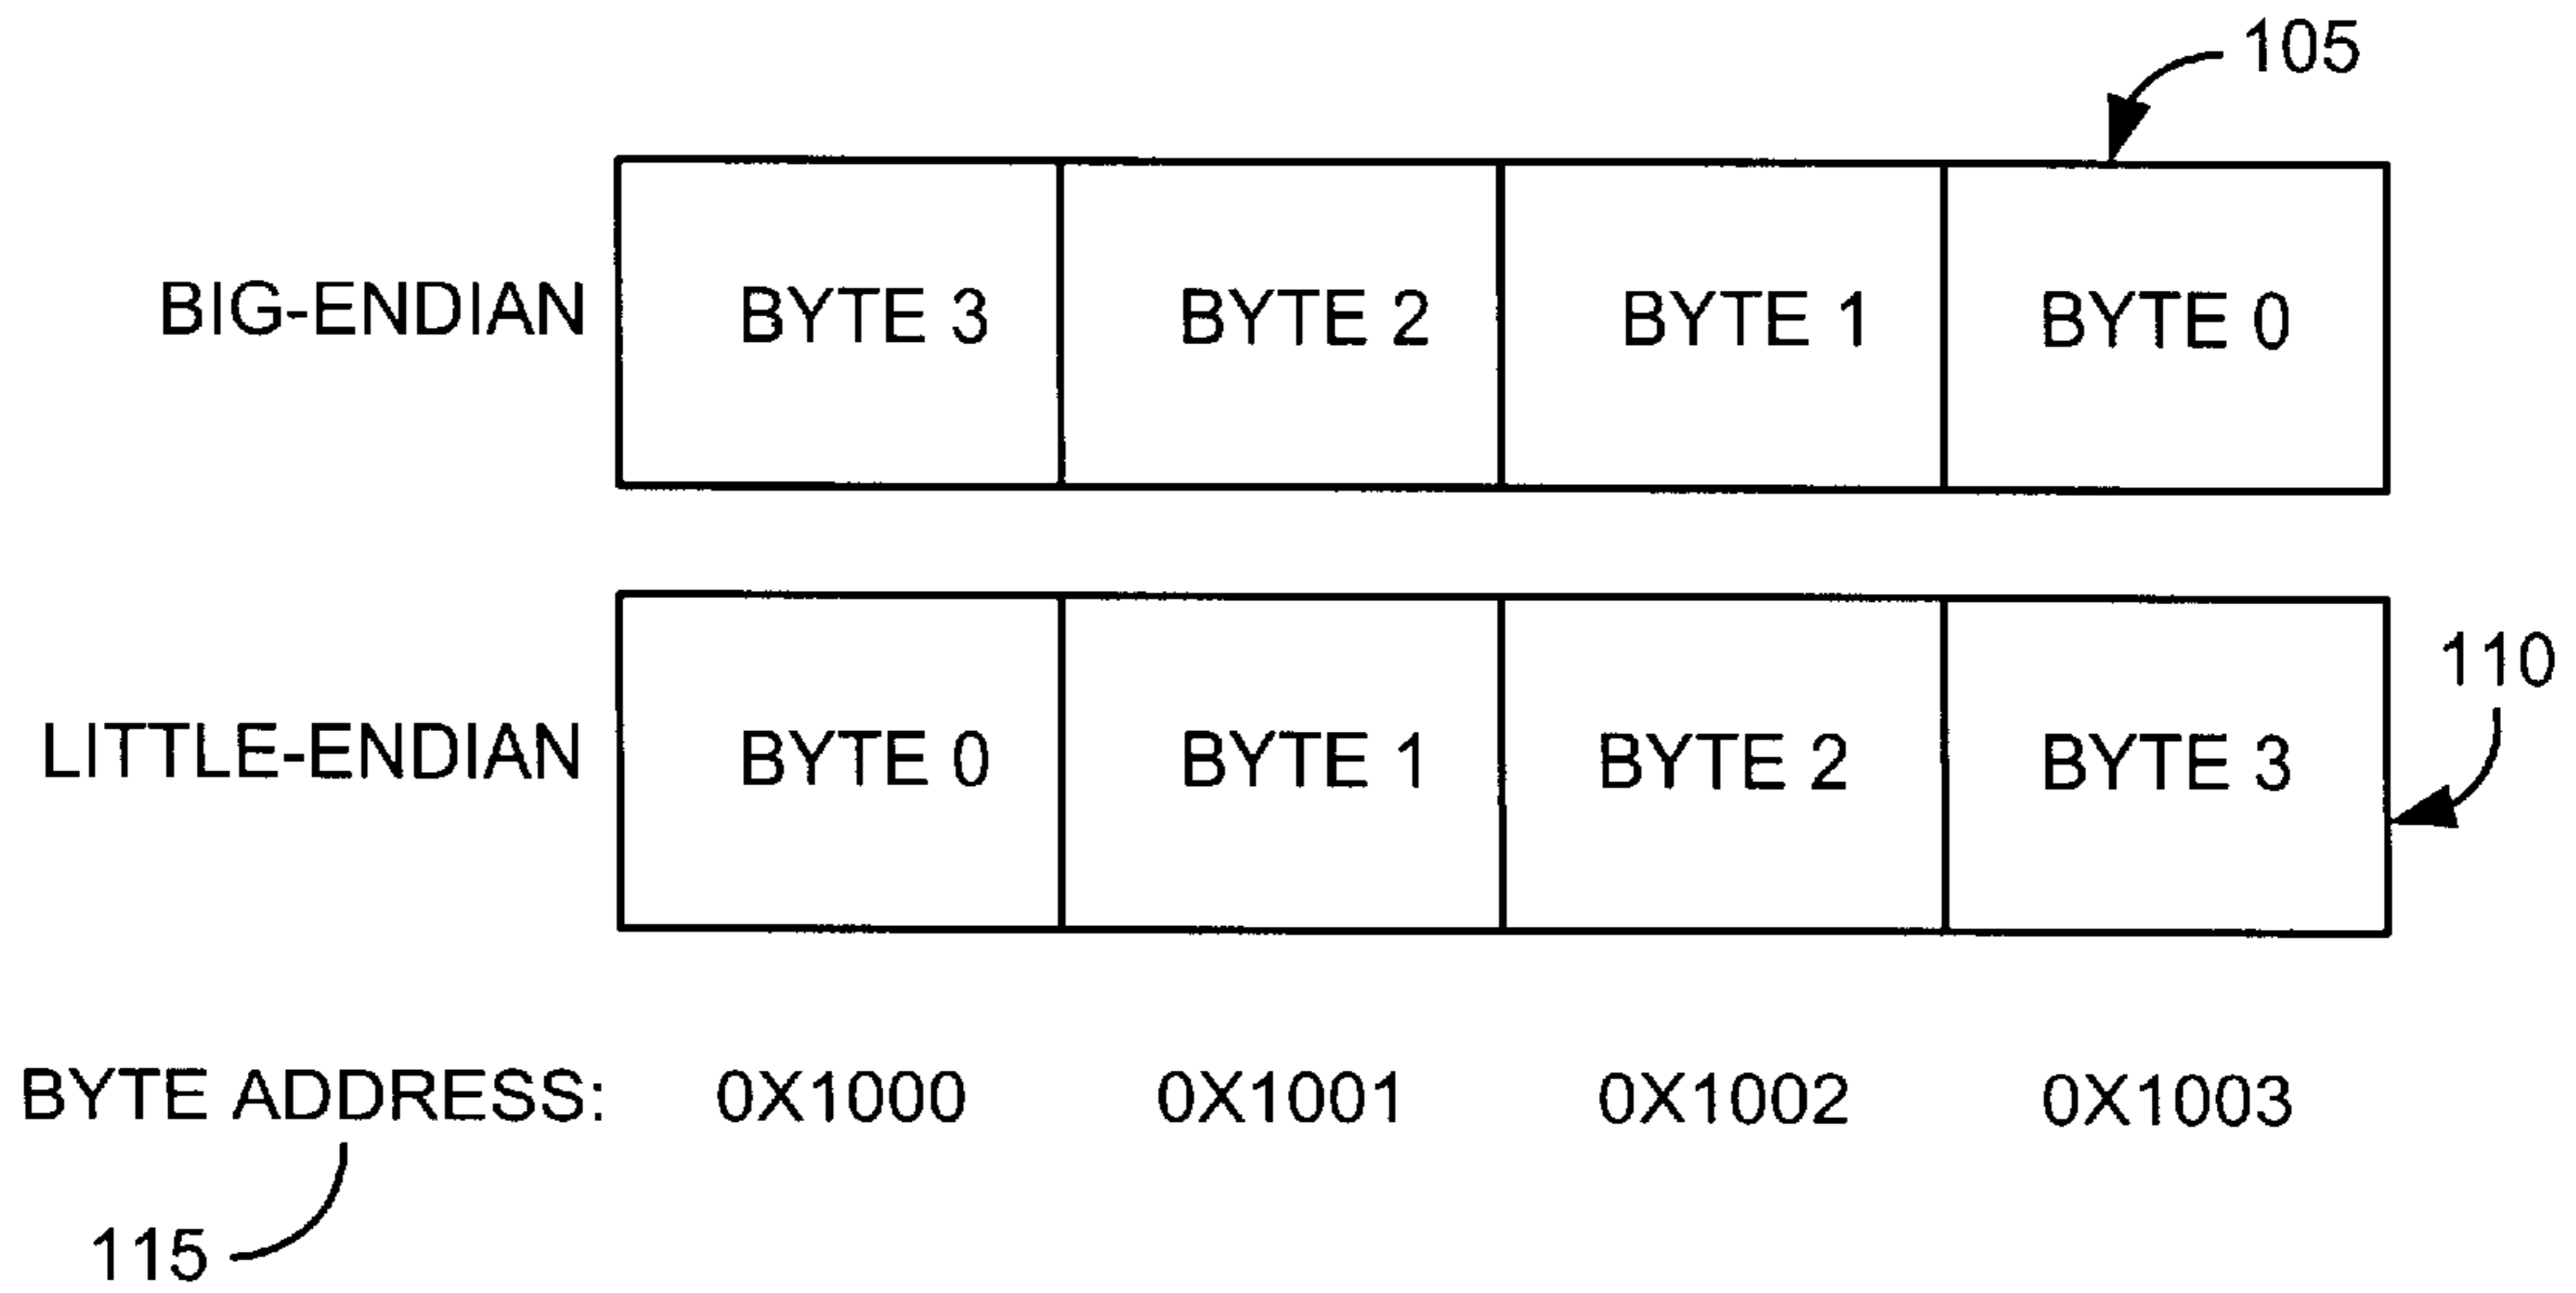 105
BIG-ENDIAN BYTE 3 BYTE 2 BYTE 1 BYTE 0
110
LITTLE-ENDIAN BYTE 0 BYTE 1 BYTE 2 BYTE 3
BYTE ADDRESS: 0X1000 0X1001 0X1002 0X1003
115